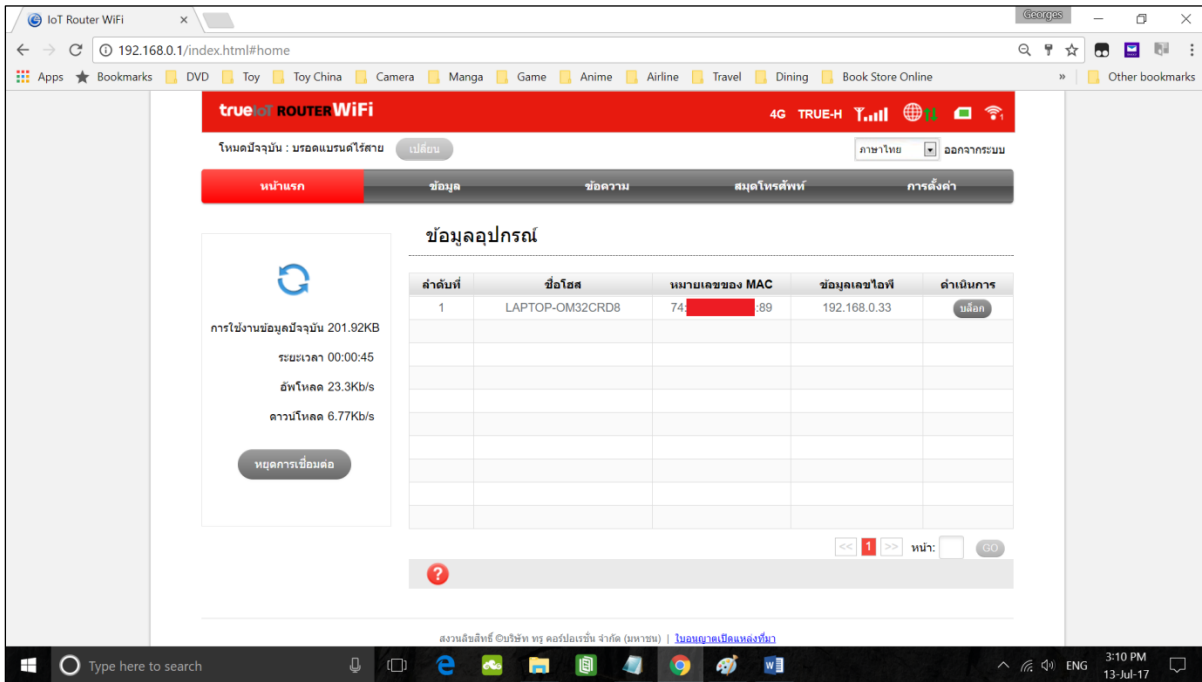 IoT Router WiFi
Georges
192.168.0.1/index.html#home
Apps Bookmarks DVD Toy Toy China Camera Manga Game Anime Airline Travel Dining Book Store Online » Other bookmarks
trueIoT ROUTER WiFi
4G TRUE-H 1
โหมดปัจจุบัน : บรอดแบรนด์ไร้สาย เปลี่ยน
ภาษาไทย ออกจากระบบ
หน้าแรก ข้อมูล ข้อความ สมุดโทรศัพท์ การตั้งค่า
ข้อมูลอุปกรณ์
ลำดับที่ ชื่อโฮส หมายเลขของ MAC ข้อมูลเลขไอพี ดำเนินการ
1 LAPTOP-OM32CRD8 74: :89 192.168.0.33 บล็อก
การใช้งานข้อมูลปัจจุบัน 201.92KB
ระยะเวลา 00:00:45
อัพโหลด 23.3Kb/s
ดาวน์โหลด 6.77Kb/s
หยุดการเชื่อมต่อ
<< 1 >> หน้า: GO
?
สงวนลิขสิทธิ์ ©บริษัท ทรู คอร์ปอเรชั่น จำกัด (มหาชน) | ใบอนุญาตเปิดแหล่งที่มา
Type here to search
ENG
3:10 PM
13-Jul-17